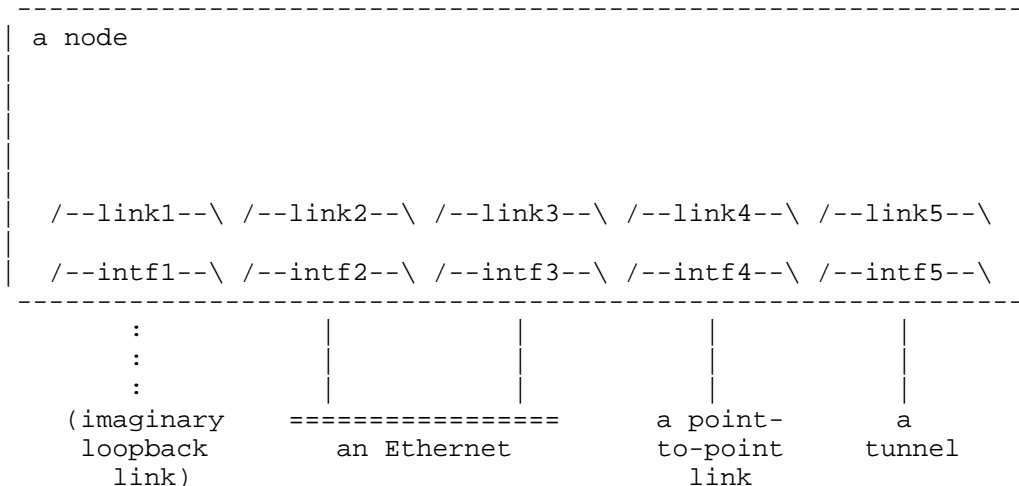 a node
/--link1--\ /--link2--\ /--link3--\ /--link4--\ /--link5--\
/--intf1--\ /--intf2--\ /--intf3--\ /--intf4--\ /--intf5--\
(imaginary ================= a point- a
loopback an Ethernet to-point tunnel
link) link